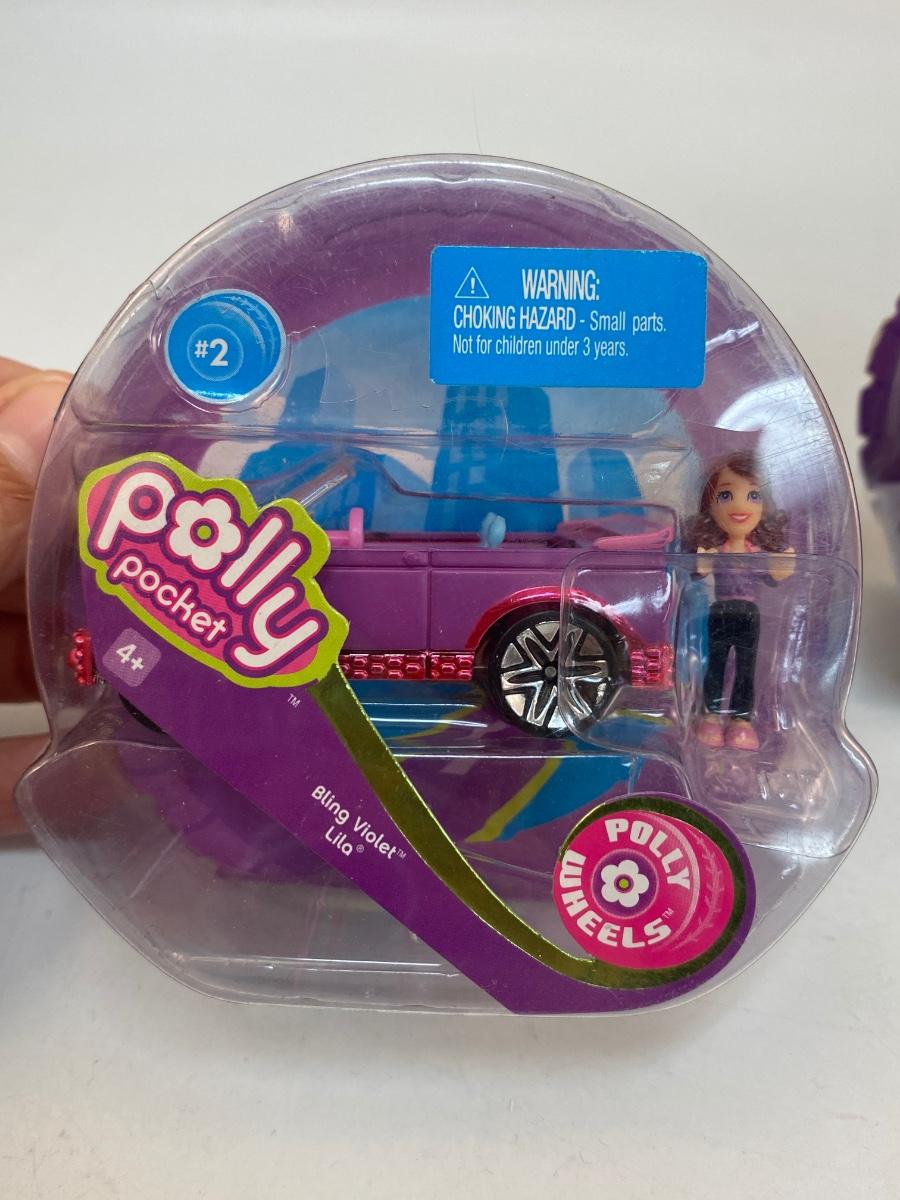 #2
WARNING:
CHOKING HAZARD - Small parts.
Not for children under 3 years.
polly
pocket
4+
TM
Bling Violet™
Lila®
POLLY
WHEELS™